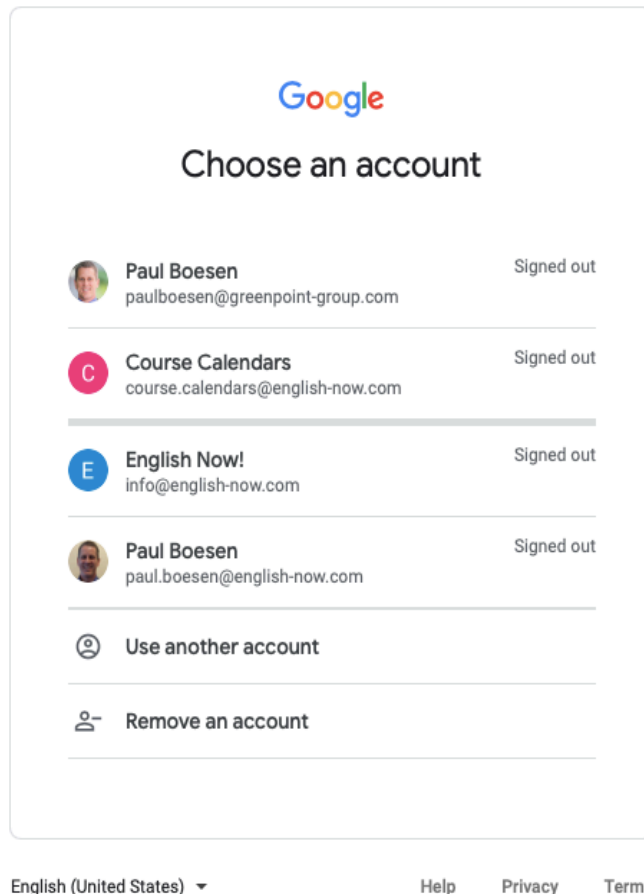 Google
Choose an account
Paul Boesen
Signed out
paulboesen@greenpoint-group.com
C
Course Calendars
Signed out
course.calendars@english-now.com
E
English Now!
Signed out
info@english-now.com
Paul Boesen
Signed out
paul.boesen@english-now.com
Use another account
Remove an account
English (United States) Help Privacy Term